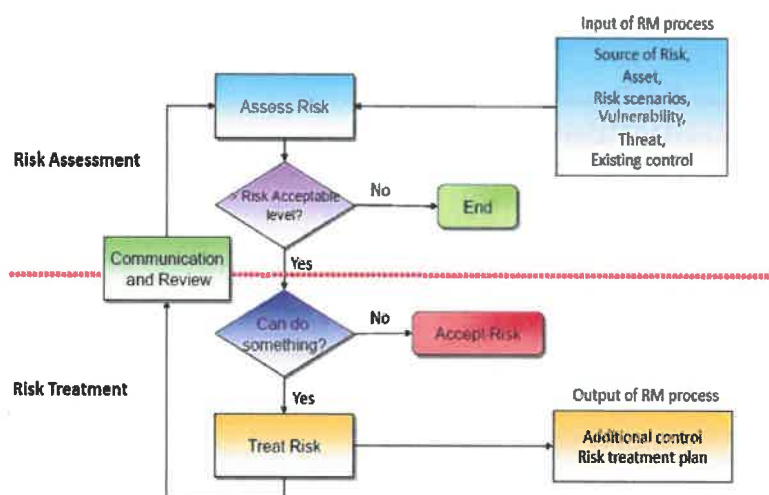 Input of RM process
Source of Risk,
Asset,
Risk scenarios,
Vulnerability,
Threat,
Existing control
Assess Risk
Risk Assessment
> Risk Acceptable
level?
No
End
Communication
and Review
Yes
Can do
something?
No
Accept Risk
Risk Treatment
Yes
Output of RM process
Treat Risk
Additional control
Risk treatment plan